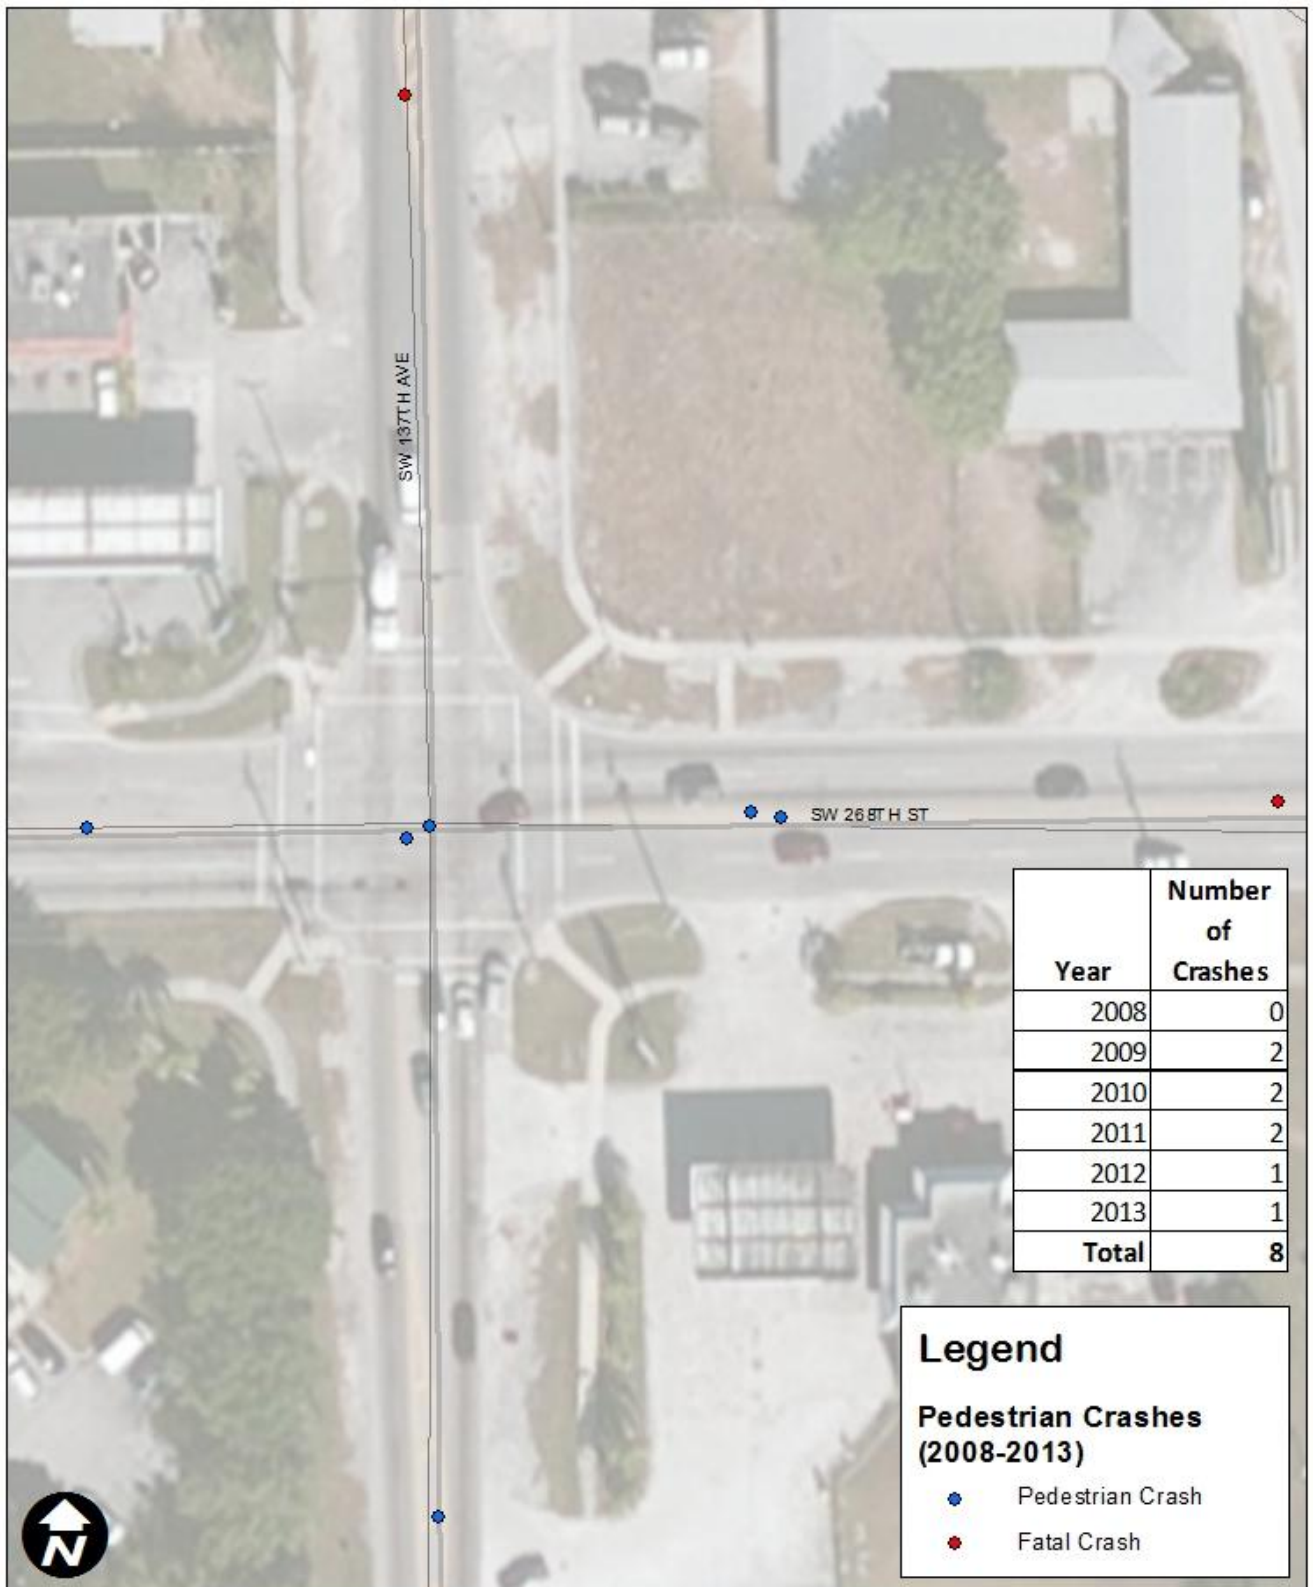 SW 137TH AVE
SW 268TH ST
Year Number of Crashes
2008 0
2009 2
2010 2
2011 2
2012 1
2013 1
Total 8
Legend
Pedestrian Crashes
(2008-2013)
Pedestrian Crash
Fatal Crash
N